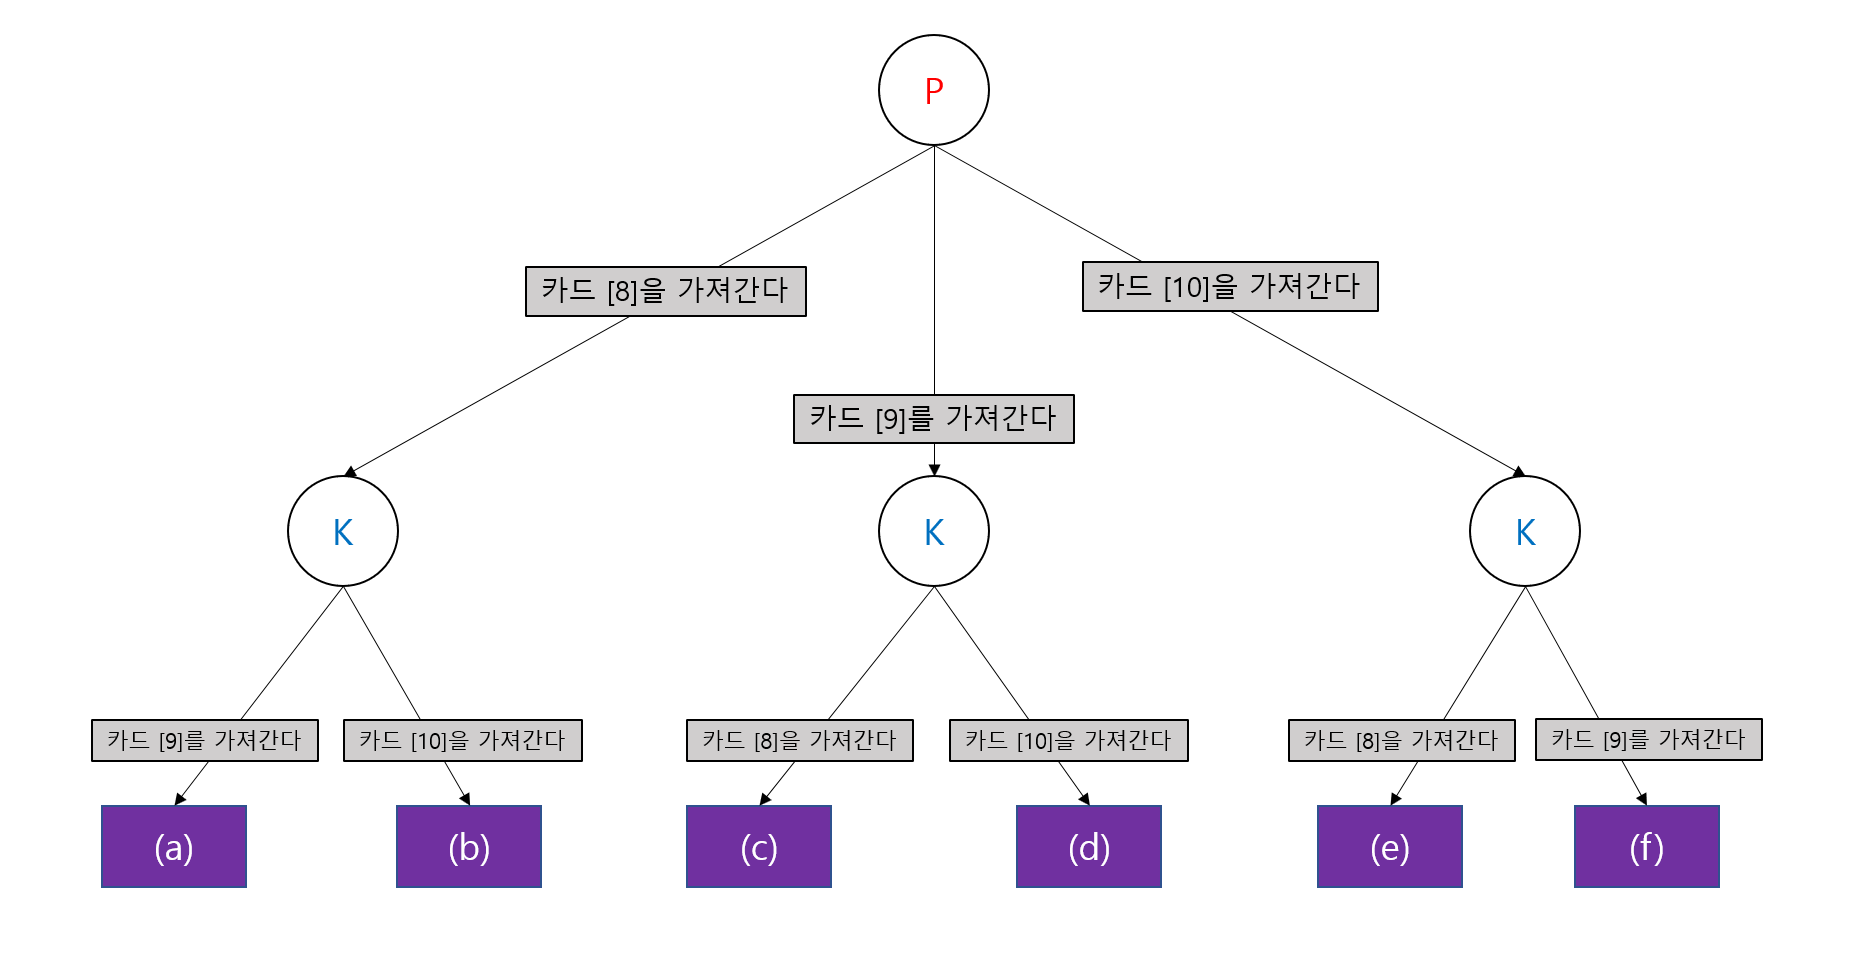 P
카드 [8]을 가져간다
카드 [10]을 가져간다
카드 [9]를 가져간다
K
K
K
카드 [9]를 가져간다
카드 [10]을 가져간다
카드 [8]을 가져간다
카드 [10]을 가져간다
카드 [8]을 가져간다
카드 [9]를 가져간다
(a)
(b)
(c)
(d)
(e)
(f)